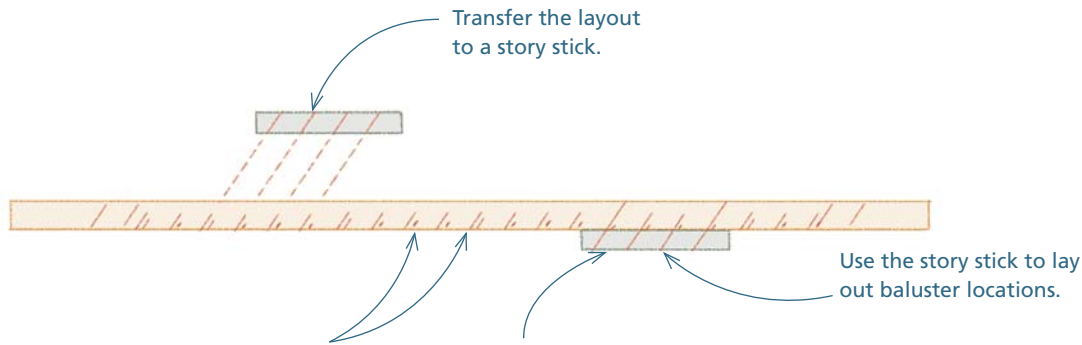 Transfer the layout
to a story stick.
Use the story stick to lay
out baluster locations.